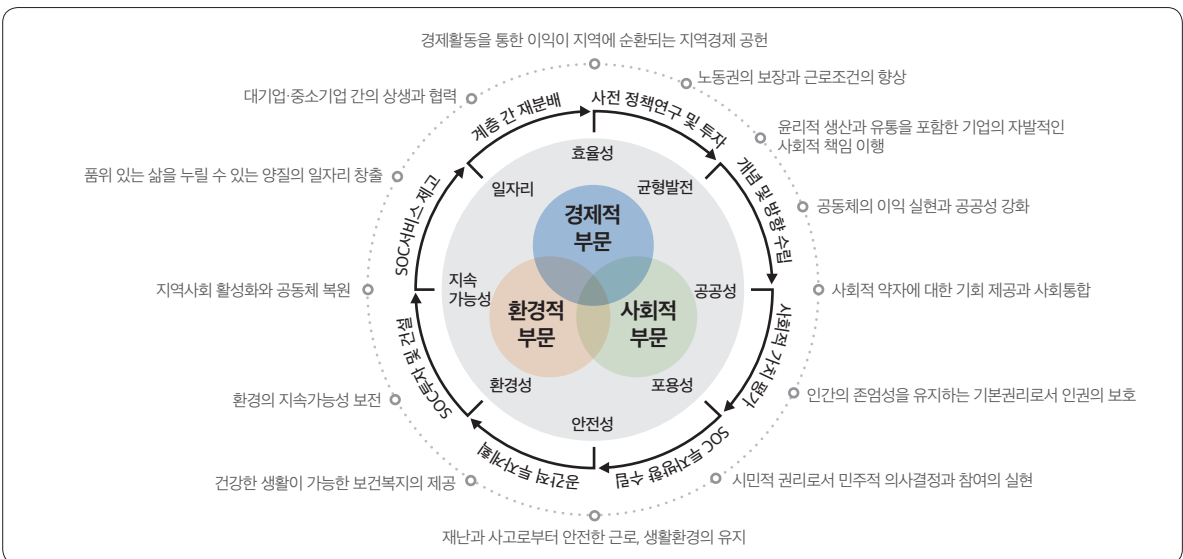 경제활동을 통한 이익이 지역에 순환되는 지역경제 공헌
노동권의 보장과 근로조건의 향상
대기업·중소기업 간의 상생과 협력
계층 간 재분배
사전 정책연구 및 투자
윤리적 생산과 유통을 포함한 기업의 자발적인
사회적 책임 이행
효율성
일자리
균형발전
품위 있는 삶을 누릴 수 있는 양질의 일자리 창출
SOC서비스 제고
개념 및 방향 수립
공동체의 이익 실현과 공공성 강화
경제적
부문
지역사회 활성화와 공동체 복원
지속
가능성
공공성
사회적 약자에 대한 기회 제공과 사회통합
환경적
부문
사회적
부문
SOC투자 및 건설
사회적 가치 평가
환경성
포용성
환경의 지속가능성 보전
인간의 존엄성을 유지하는 기본권리로서 인권의 보호
안전성
공간적 투자계획
SOC 투자방향 수립
건강한 생활이 가능한 보건복지의 제공
시민적 권리로서 민주적 의사결정과 참여의 실현
재난과 사고로부터 안전한 근로, 생활환경의 유지